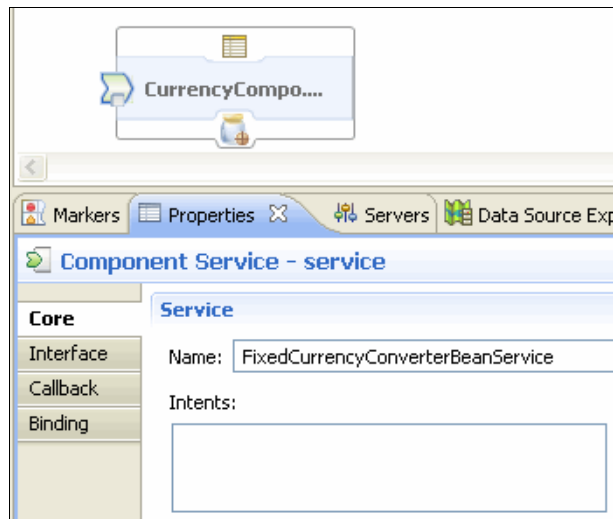 CurrencyCompo....
Markers Properties Servers Data Source Exp
Component Service - service
Core
Service
Interface
Name: FixedCurrencyConverterBeanService
Callback
Intents:
Binding